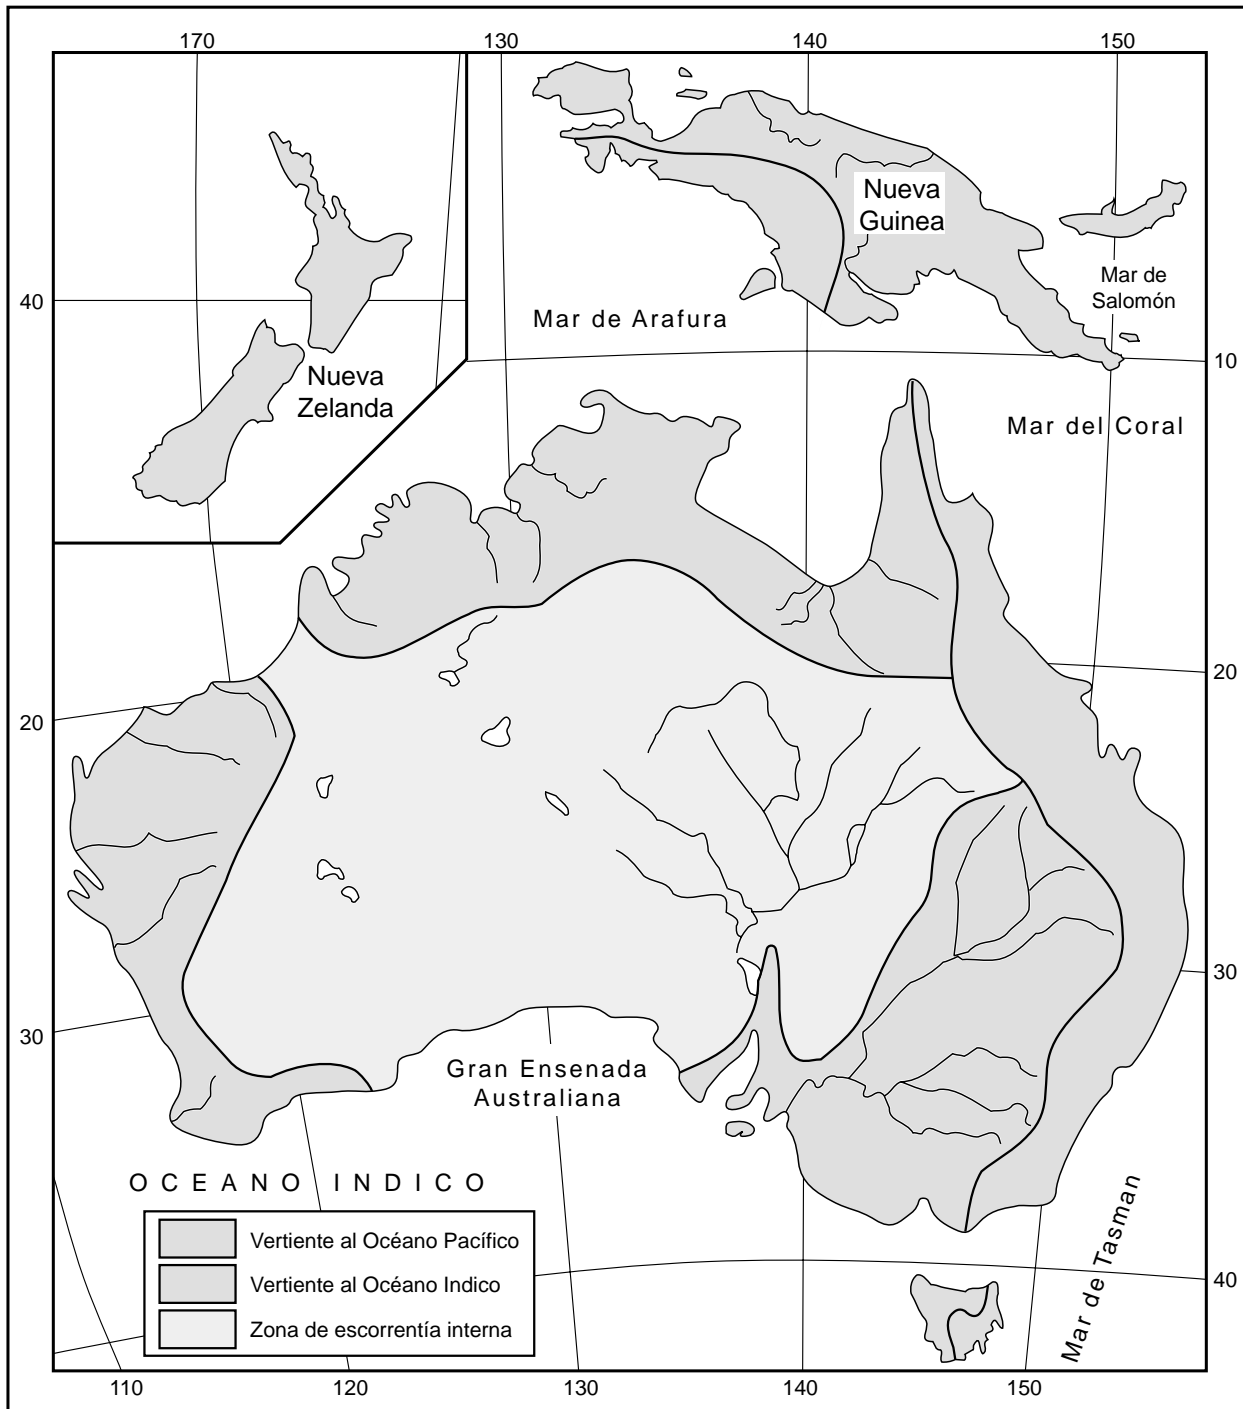 170
130
140
150
Nueva
Guinea
Mar de
Salomón
40
Mar de Arafura
10
Nueva
Zelanda
Mar del Coral
20
20
30
30
Gran Ensenada
Australiana
OCEANO INDICO
Vertiente al Océano Pacífico
Vertiente al Océano Indico
Zona de escorrentía interna
Mar de Tasman
40
110
120
130
140
150